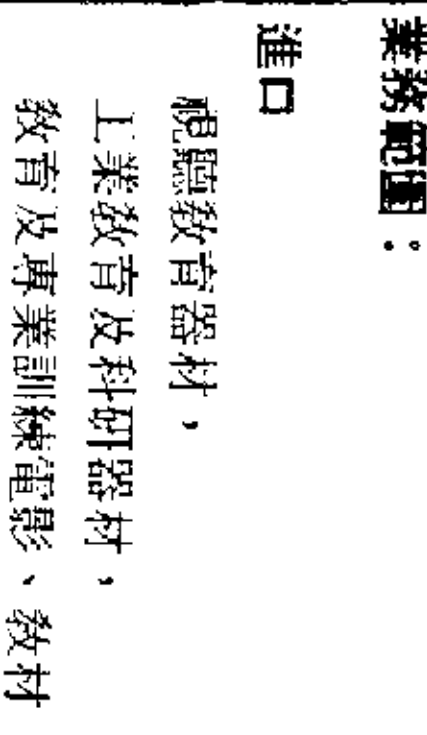 業務範圍：
進口
視聽教育器材，
工業教育及科研器材，
教育及專業訓練電影、教材